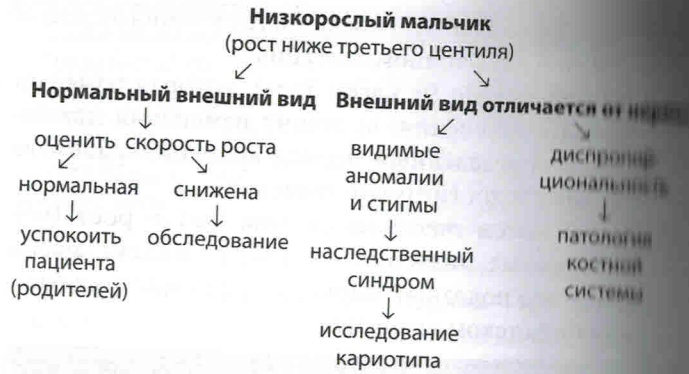 Низкорослый мальчик
(рост ниже третьего центиля)
Нормальный внешний вид
Внешний вид отличается от
оценить скорость роста
нормальная
снижена
успокоить
пациента
(родителей)
обследование
видимые
аномалии
и стигмы
наследственный
синдром
исследование
кариотипа
диспропор-
патология
костной
системы